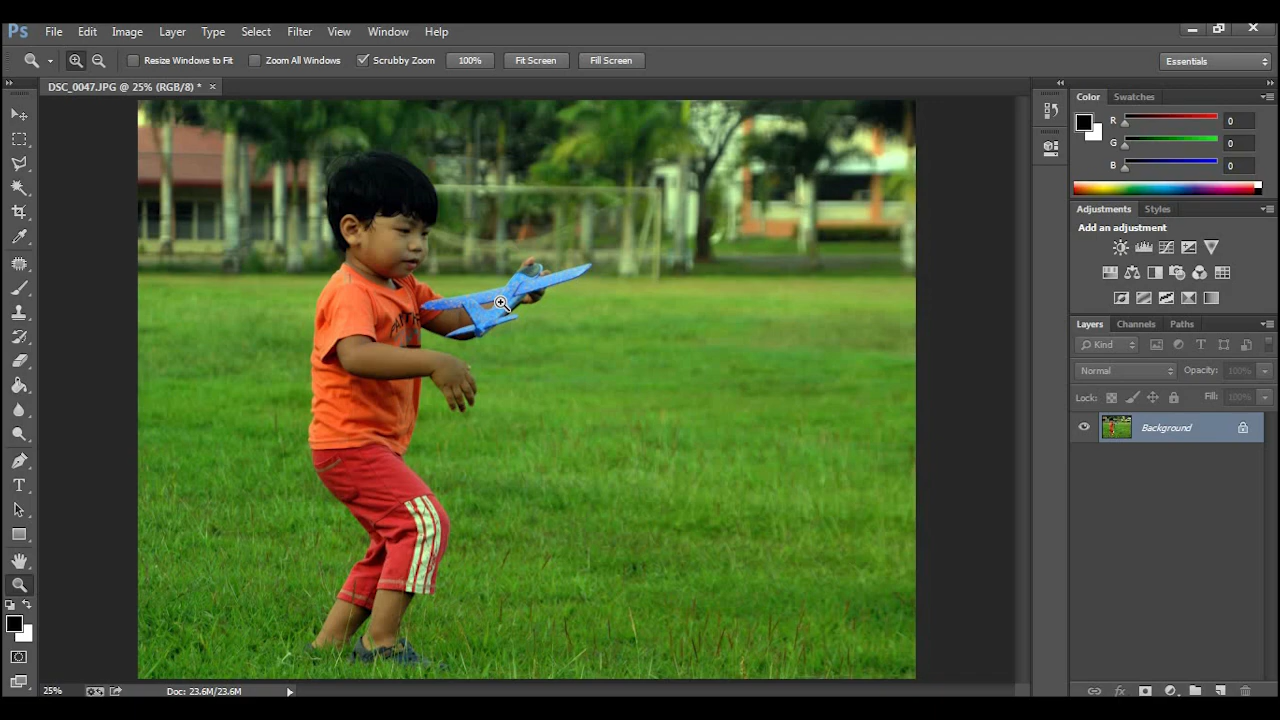 Ps File Edit Image Layer Type Select Filter View Window Help
Resize Windows to Fit Zoom All Windows Scrubby Zoom 100% Fit Screen Fill Screen Essentials
DSC_0047.JPG @ 25% (RGB/8) * ×
Color Swatches
R 0
G 0
B 0
Adjustments Styles
Add an adjustment
Layers Channels Paths
Kind
Normal Opacity: 100%
Lock: Fill: 100%
Background
25% Doc: 23.6M/23.6M